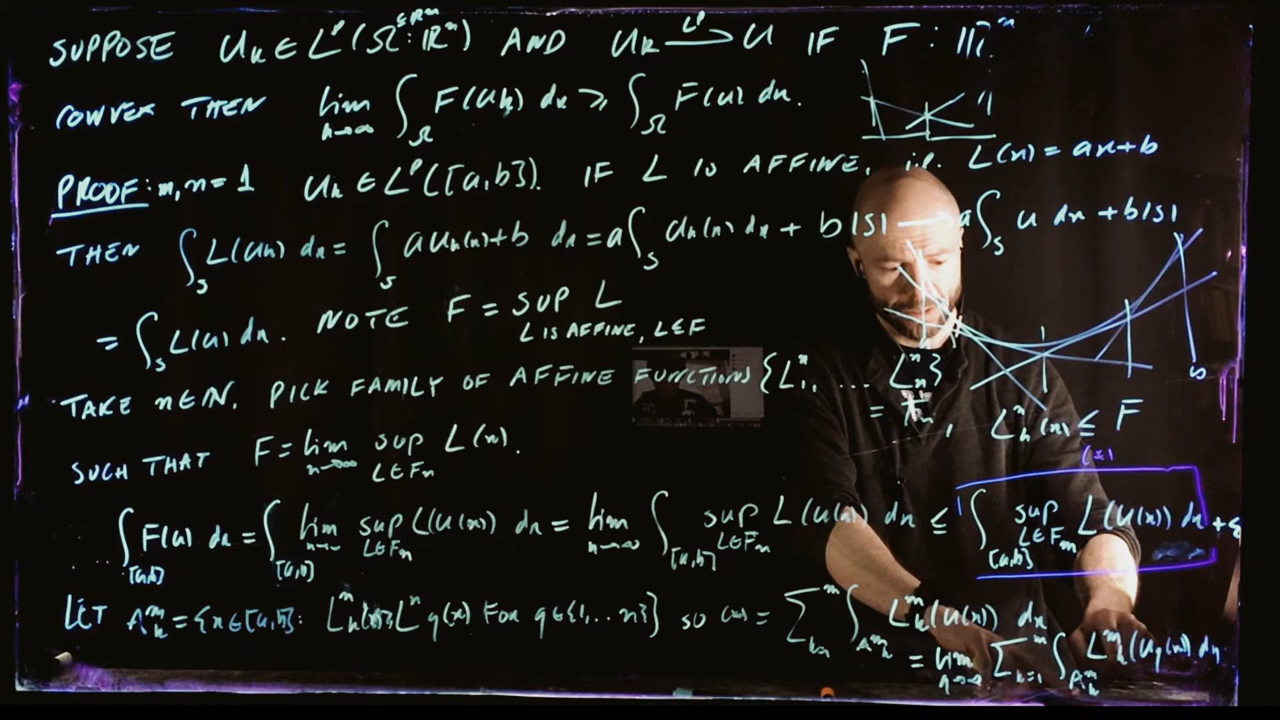 SUPPOSE U_k ∈ L^p(Ω^{⊆ℝ^m}: ℝ^n) AND U_k —L^p⇀ U IF F: ℝ^n
CONVEX THEN lim_{k→∞} ∫_Ω F(U_k) dx ≥ ∫_Ω F(u) dx.
PROOF: m,n=1 U_k ∈ L^p([a,b]). IF L IS AFFINE, i.e. L(x) = ax+b
THEN ∫_S L(U_k) dx = ∫_S a U_k(x)+b dx = a∫_S U_k(x) dx + b|S| → a∫_S u dx + b|S|
= ∫_S L(u) dx. NOTE F = SUP L
L IS AFFINE, L≤F
b
TAKE n∈ℕ. PICK FAMILY OF AFFINE FUNCTIONS {L_1^n, ... L_n^n}
= F_n, L_k^n(x) ≤ F
SUCH THAT F = lim_{n→∞} sup_{L∈F_n} L(x).
∫_{[a,b]} F(u) dx = ∫_{[a,b]} lim_{n→∞} sup_{L∈F_n} L(u(x)) dx = lim_{n→∞} ∫_{[a,b]} sup_{L∈F_n} L(u(x)) dx ≤ ∫_{[a,b]} sup_{L∈F_m} L(u(x)) dx + ε
LET A_k^m = {x∈[a,b]: L_k^m(x) ≥ L_q^n(x) FOR q∈{1,...n}} SO (*) = Σ_{k=1}^m ∫_{A_k^m} L_k^m(u(x)) dx
= lim_{q→∞} Σ_{k=1}^m ∫_{A_k^m} L_k^m(u_q(x)) dx